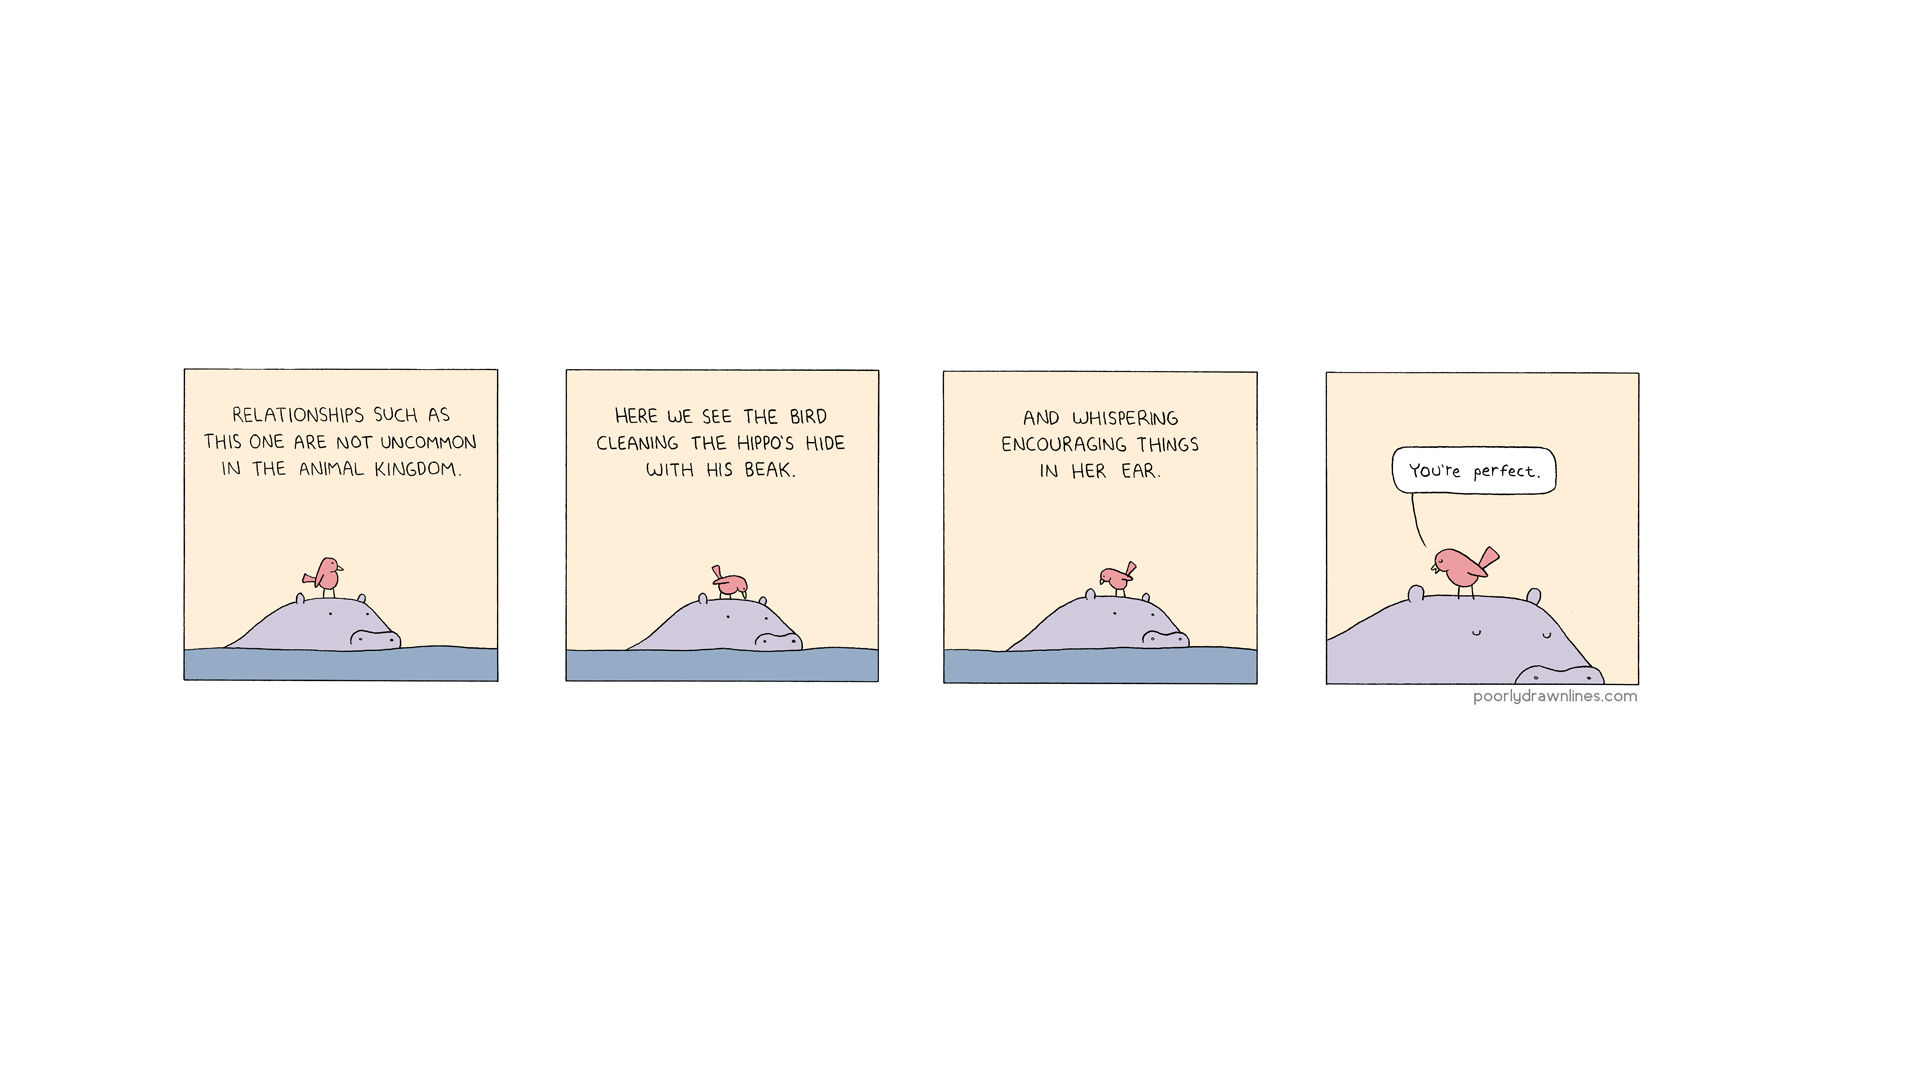 RELATIONSHIPS SUCH AS
THIS ONE ARE NOT UNCOMMON
IN THE ANIMAL KINGDOM.
HERE WE SEE THE BIRD
CLEANING THE HIPPO'S HIDE
WITH HIS BEAK.
AND WHISPERING
ENCOURAGING THINGS
IN HER EAR.
You're perfect.
poorlydrawnlines.com